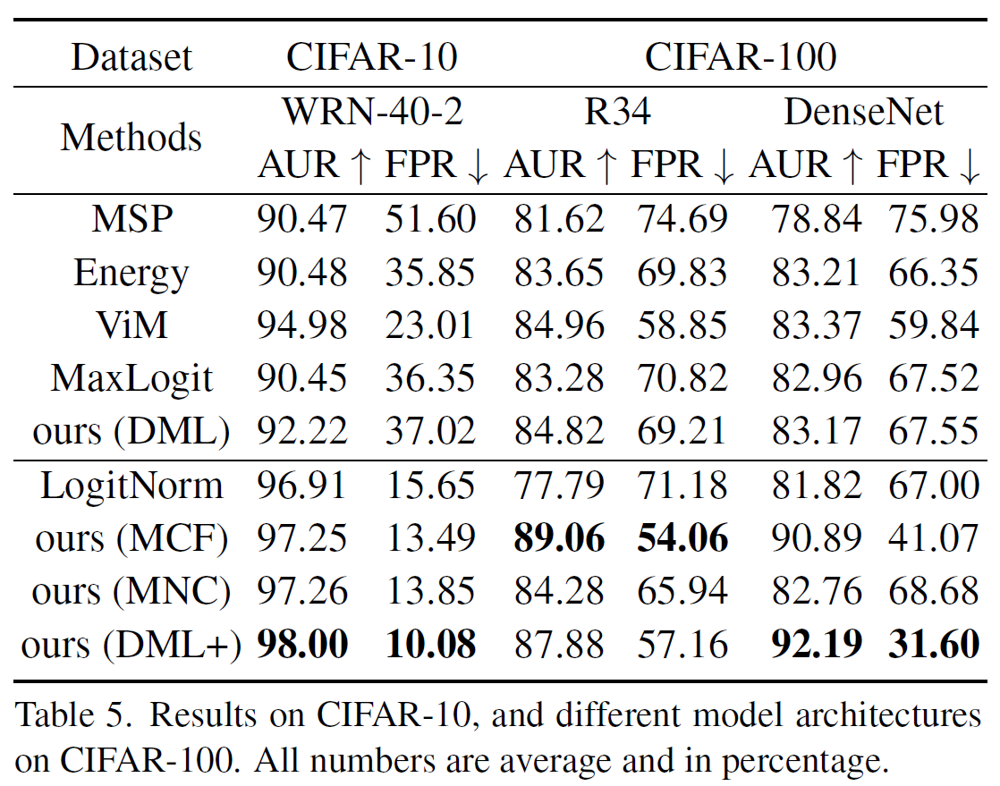 Dataset CIFAR-10 CIFAR-100
Methods WRN-40-2 R34 DenseNet
AUR ↑ FPR ↓ AUR ↑ FPR ↓ AUR ↑ FPR ↓
MSP 90.47 51.60 81.62 74.69 78.84 75.98
Energy 90.48 35.85 83.65 69.83 83.21 66.35
ViM 94.98 23.01 84.96 58.85 83.37 59.84
MaxLogit 90.45 36.35 83.28 70.82 82.96 67.52
ours (DML) 92.22 37.02 84.82 69.21 83.17 67.55
LogitNorm 96.91 15.65 77.79 71.18 81.82 67.00
ours (MCF) 97.25 13.49 89.06 54.06 90.89 41.07
ours (MNC) 97.26 13.85 84.28 65.94 82.76 68.68
ours (DML+) 98.00 10.08 87.88 57.16 92.19 31.60
Table 5. Results on CIFAR-10, and different model architectures
on CIFAR-100. All numbers are average and in percentage.